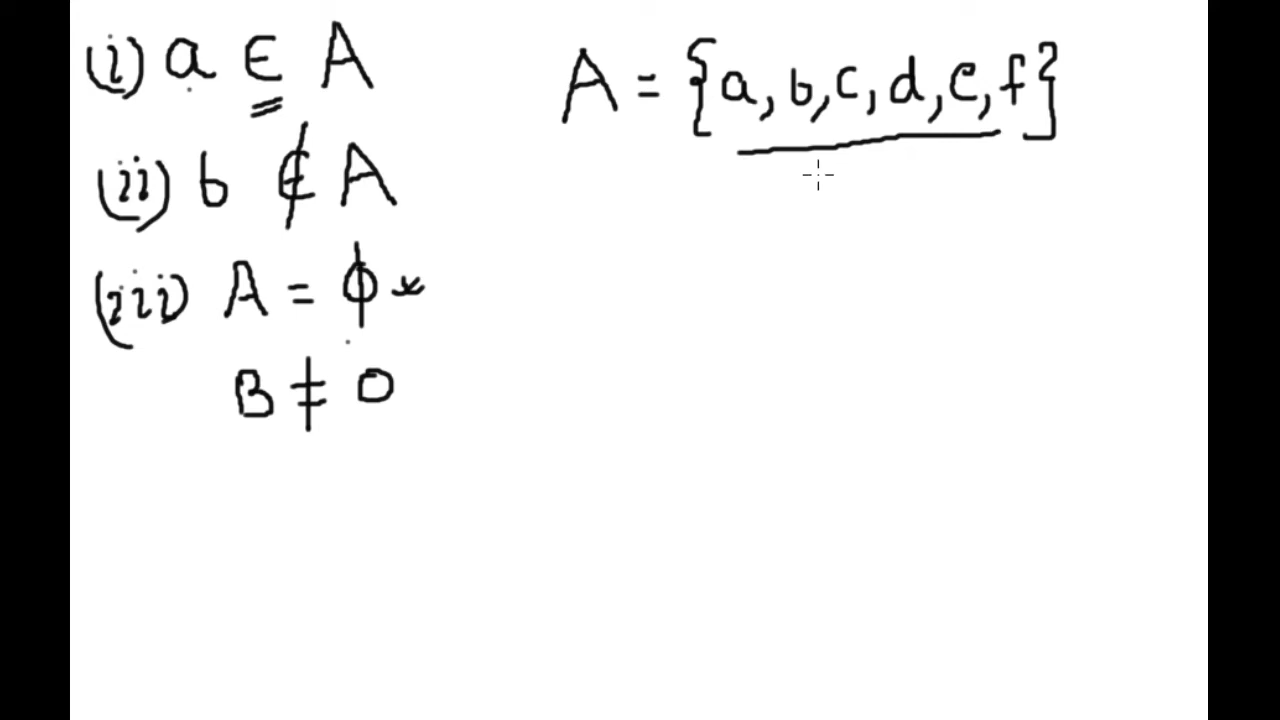 (i) a ∈ A
A = {a, b, c, d, e, f}
(ii) b ∉ A
(iii) A = ϕ *
B ≠ 0